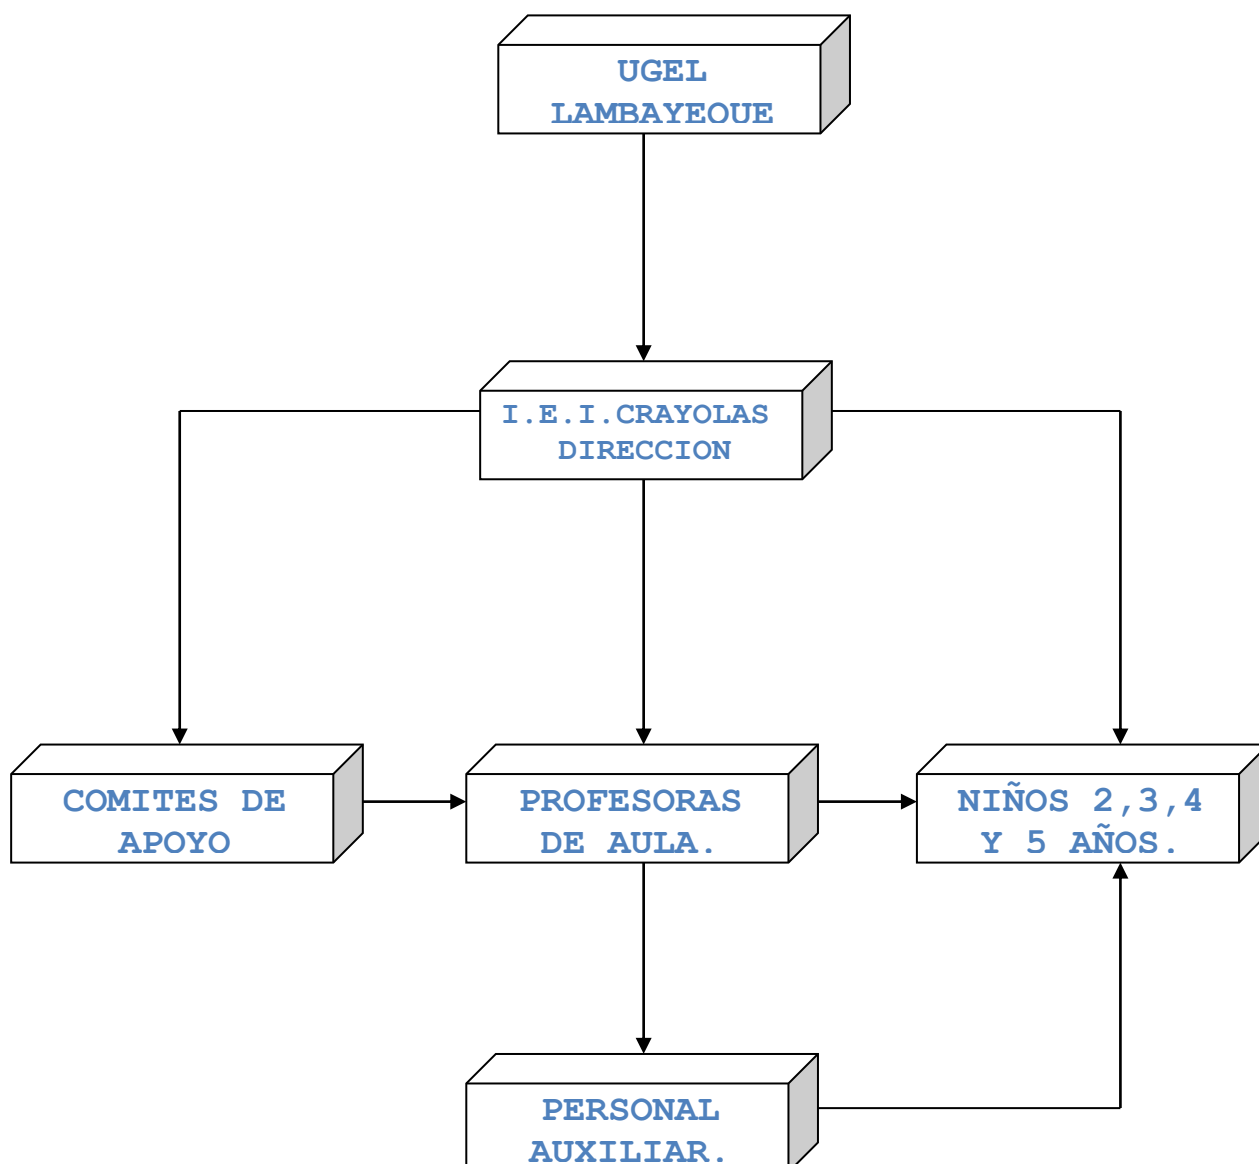 UGEL
LAMBAYEQUE
I.E.I.CRAYOLAS
DIRECCION
COMITES DE
APOYO
PROFESORAS
DE AULA.
NIÑOS 2,3,4
Y 5 AÑOS.
PERSONAL
AUXILIAR.